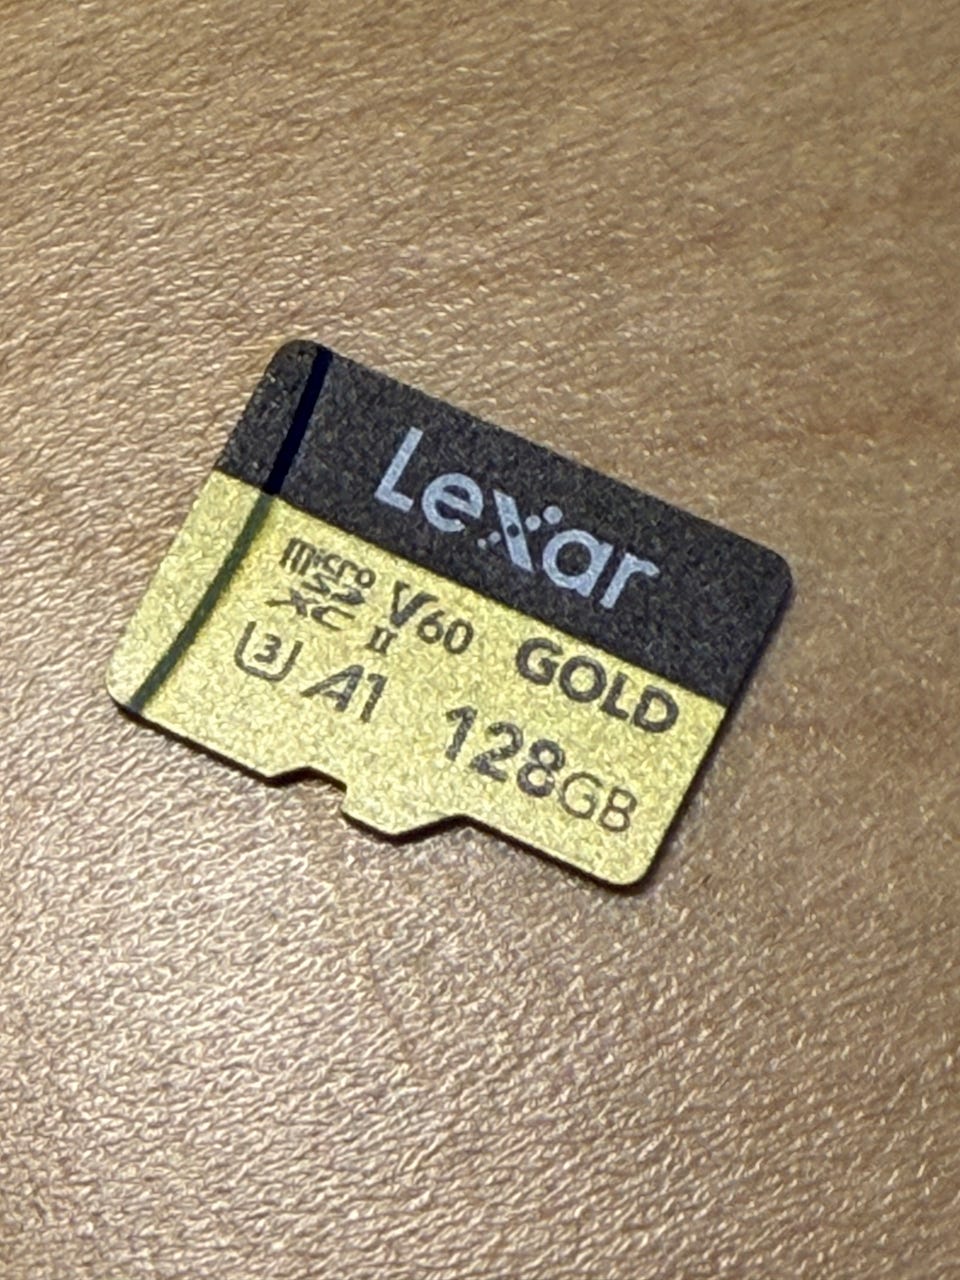 Lexar
micro SD XC II V60 GOLD
3 A1 128GB